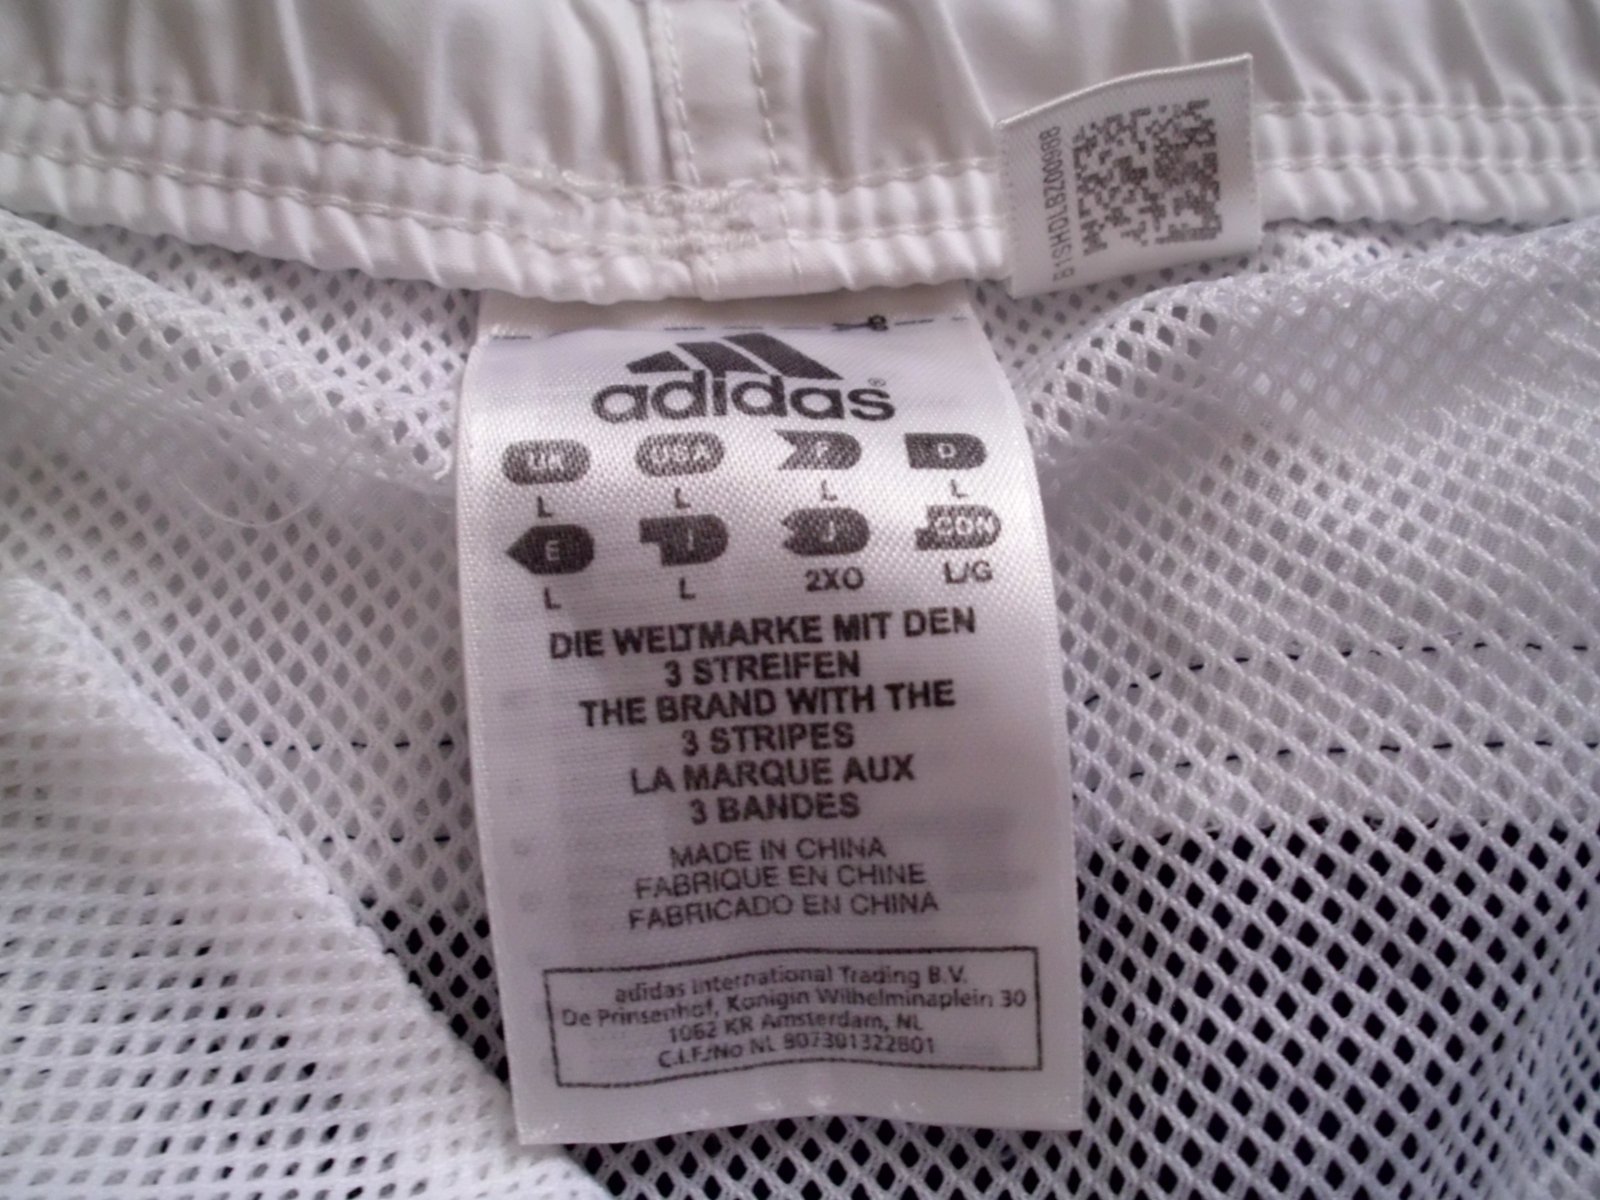 adidas®
UK USA F D
L L L L
E I J CDN
L L 2XO L/G
DIE WELTMARKE MIT DEN
3 STREIFEN
THE BRAND WITH THE
3 STRIPES
LA MARQUE AUX
3 BANDES
MADE IN CHINA
FABRIQUE EN CHINE
FABRICADO EN CHINA
adidas International Trading B.V.
De Prinsenhof, Konigin Wilhelminaplein 30
1062 KR Amsterdam, NL
C.I.F./No NL 807301322B01